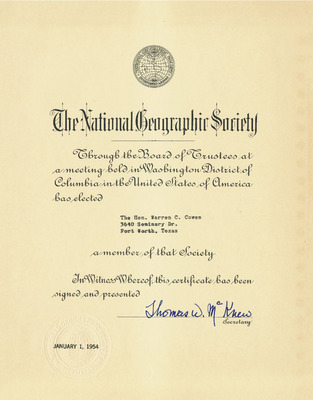 The National Geographic Society
Through the Board of Trustees at
a meeting held in Washington District of
Columbia in the United States of America
has elected
The Hon. Warren C. Cowan
3640 Seminary Dr.
Fort Worth, Texas
a member of that Society
In Witness Whereof, this certificate has been
signed and presented
Thomas W. McKnew
Secretary
JANUARY 1, 1954